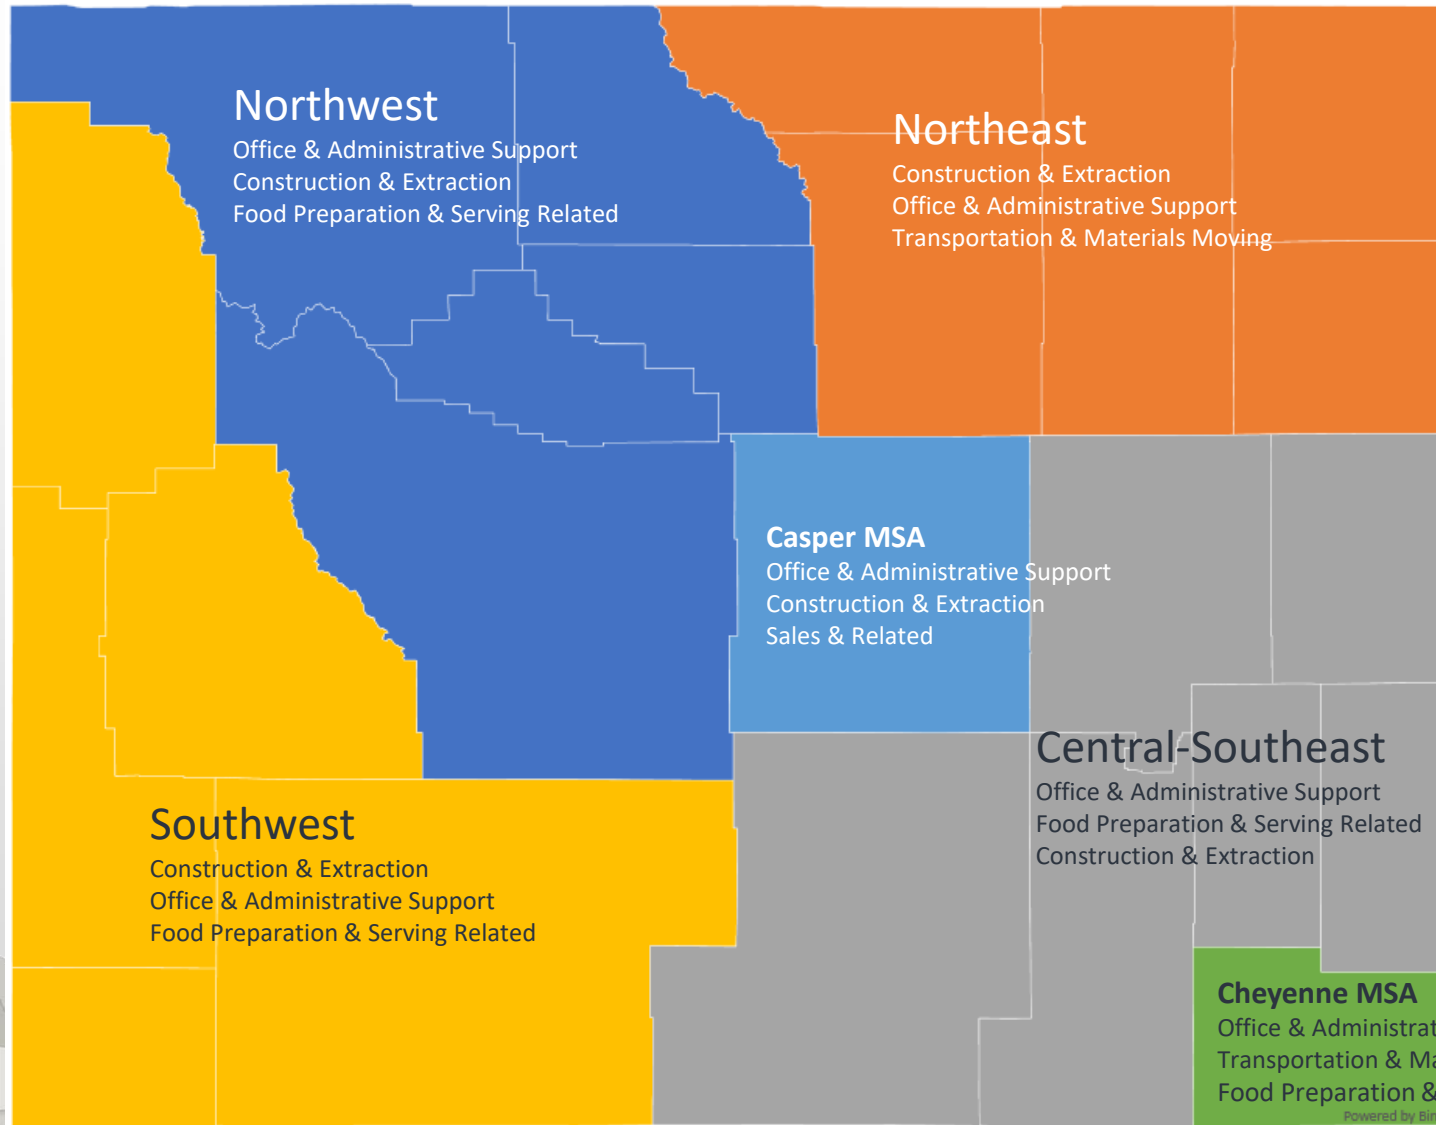 Northwest
Office & Administrative Support
Construction & Extraction
Food Preparation & Serving Related
Northeast
Construction & Extraction
Office & Administrative Support
Transportation & Materials Moving
Casper MSA
Office & Administrative Support
Construction & Extraction
Sales & Related
Central-Southeast
Office & Administrative Support
Food Preparation & Serving Related
Construction & Extraction
Southwest
Construction & Extraction
Office & Administrative Support
Food Preparation & Serving Related
Cheyenne MSA
Office & Administrat
Transportation & Ma
Food Preparation &
Powered by Bin